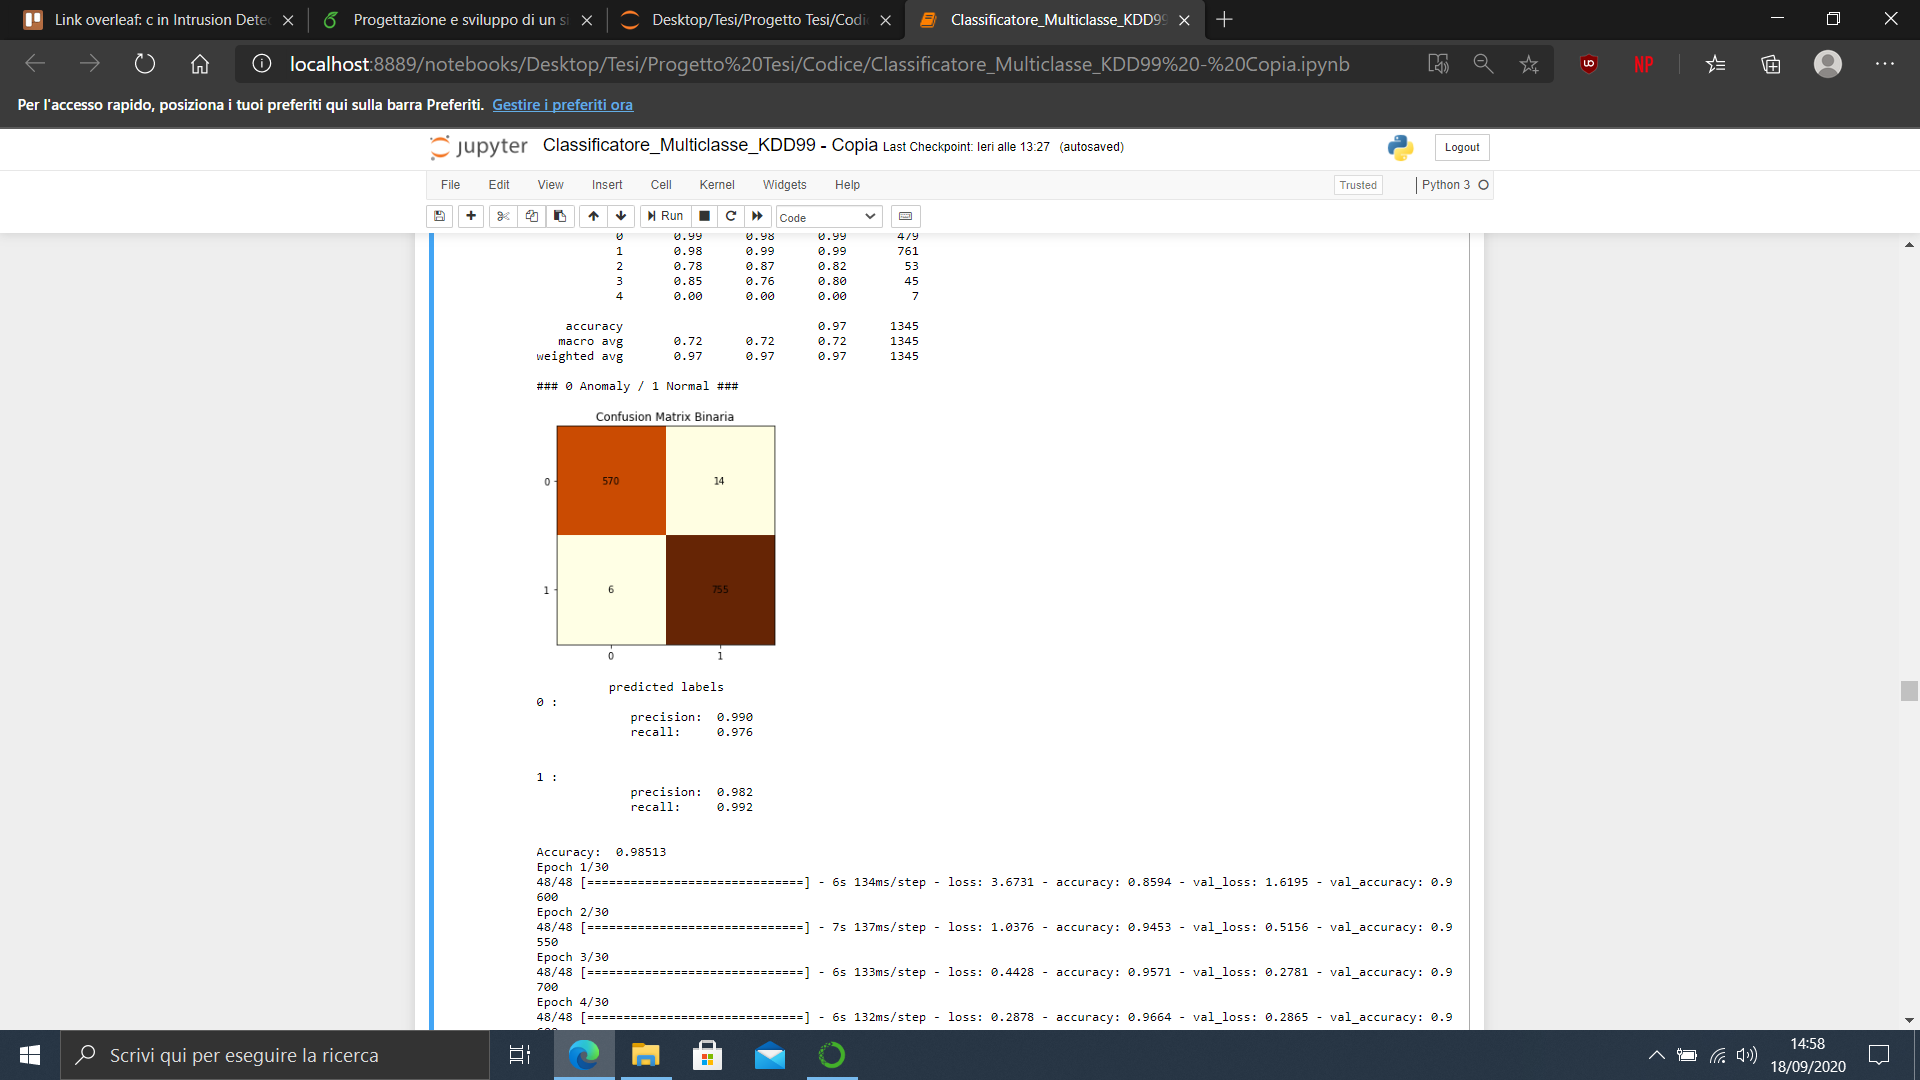 Link overleaf: c in Intrusion Dete
Progettazione e sviluppo di un si
Desktop/Tesi/Progetto Tesi/Codi
Classificatore_Multiclasse_KDD99
localhost:8889/notebooks/Desktop/Tesi/Progetto%20Tesi/Codice/Classificatore_Multiclasse_KDD99%20-%20Copia.ipynb
NP
Per l'accesso rapido, posiziona i tuoi preferiti qui sulla barra Preferiti. Gestire i preferiti ora
jupyter Classificatore_Multiclasse_KDD99 - Copia Last Checkpoint: Ieri alle 13:27 (autosaved)
Logout
File Edit View Insert Cell Kernel Widgets Help
Trusted Python 3
Run Code
0 0.99 0.98 0.99 479
1 0.98 0.99 0.99 761
2 0.78 0.87 0.82 53
3 0.85 0.76 0.80 45
4 0.00 0.00 0.00 7
accuracy 0.97 1345
macro avg 0.72 0.72 0.72 1345
weighted avg 0.97 0.97 0.97 1345
### 0 Anomaly / 1 Normal ###
Confusion Matrix Binaria
0 570 14
1 6 755
0 1
predicted labels
0 :
precision: 0.990
recall: 0.976
1 :
precision: 0.982
recall: 0.992
Accuracy: 0.98513
Epoch 1/30
48/48 [==============================] - 6s 134ms/step - loss: 3.6731 - accuracy: 0.8594 - val_loss: 1.6195 - val_accuracy: 0.9
600
Epoch 2/30
48/48 [==============================] - 7s 137ms/step - loss: 1.0376 - accuracy: 0.9453 - val_loss: 0.5156 - val_accuracy: 0.9
550
Epoch 3/30
48/48 [==============================] - 6s 133ms/step - loss: 0.4428 - accuracy: 0.9571 - val_loss: 0.2781 - val_accuracy: 0.9
700
Epoch 4/30
48/48 [==============================] - 6s 132ms/step - loss: 0.2878 - accuracy: 0.9664 - val_loss: 0.2865 - val_accuracy: 0.9
Scrivi qui per eseguire la ricerca
14:58
18/09/2020